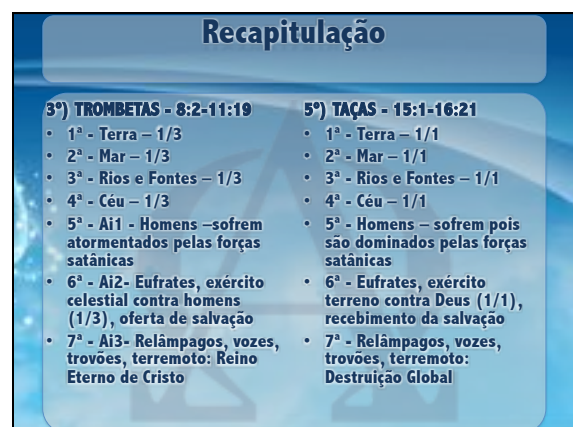 Recapitulação
3º) TROMBETAS - 8:2-11:19
• 1ª - Terra – 1/3
• 2ª - Mar – 1/3
• 3ª - Rios e Fontes – 1/3
• 4ª - Céu – 1/3
• 5ª - Ai1 - Homens –sofrem
atormentados pelas forças
satânicas
• 6ª - Ai2- Eufrates, exército
celestial contra homens
(1/3), oferta de salvação
• 7ª - Ai3- Relâmpagos, vozes,
trovões, terremoto: Reino
Eterno de Cristo
5º) TAÇAS - 15:1-16:21
• 1ª - Terra – 1/1
• 2ª - Mar – 1/1
• 3ª - Rios e Fontes – 1/1
• 4ª - Céu – 1/1
• 5ª - Homens – sofrem pois
são dominados pelas forças
satânicas
• 6ª - Eufrates, exército
terreno contra Deus (1/1),
recebimento da salvação
• 7ª - Relâmpagos, vozes,
trovões, terremoto:
Destruição Global